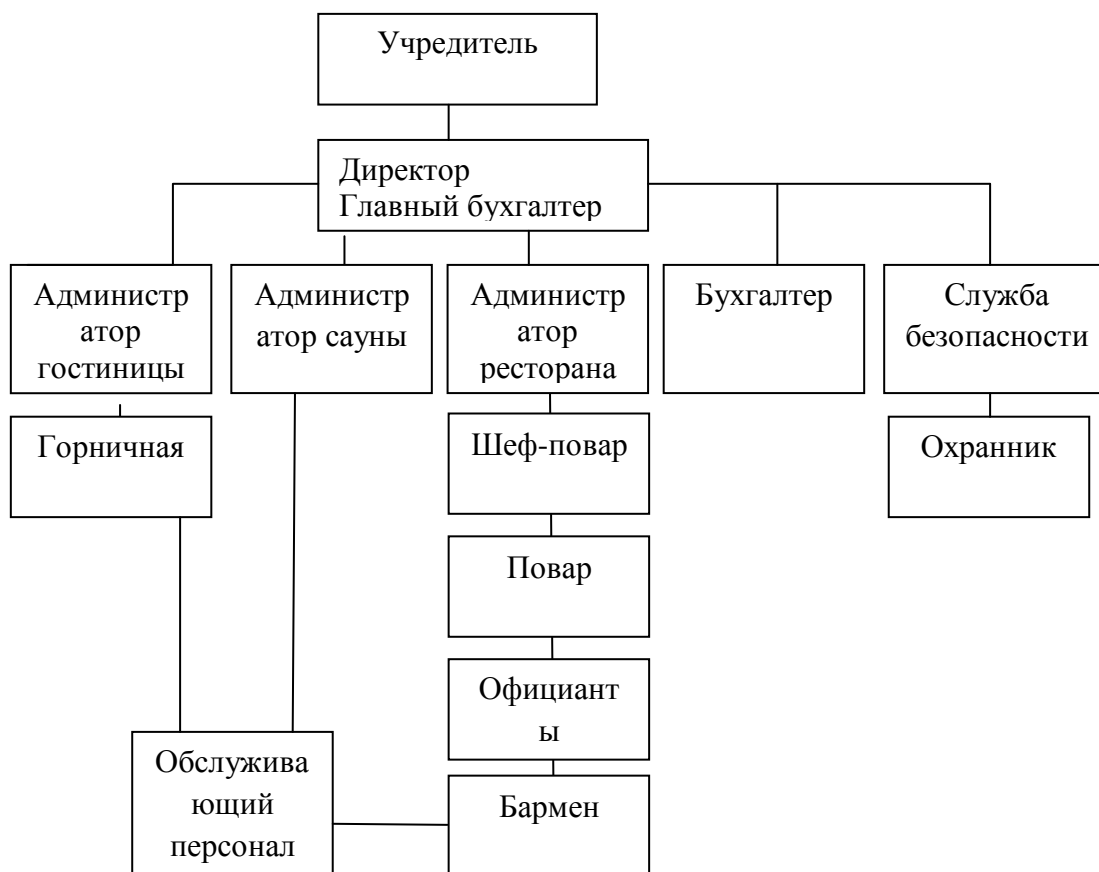 Учредитель
Директор
Главный бухгалтер
Администр
атор
гостиницы
Администр
атор сауны
Администр
атор
ресторана
Бухгалтер
Служба
безопасности
Горничная
Шеф-повар
Охранник
Повар
Официант
ы
Обслужива
ющий
персонал
Бармен